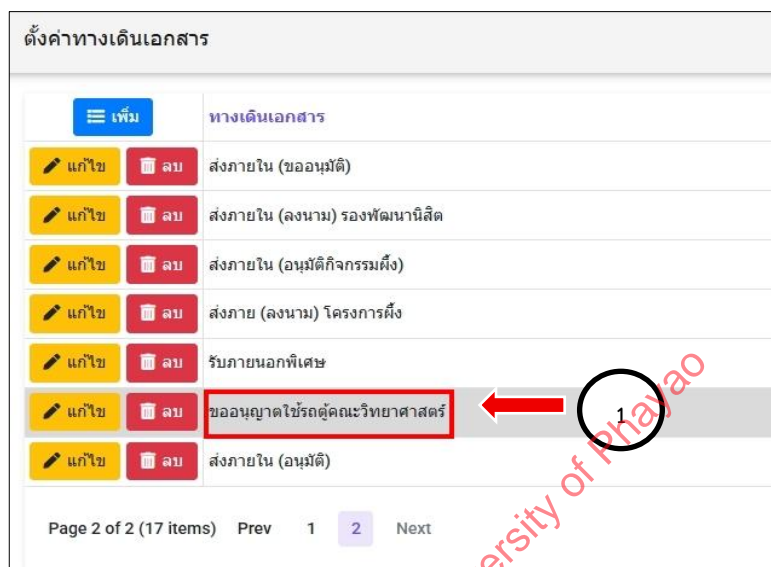 ตั้งค่าทางเดินเอกสาร
เพิ่ม ทางเดินเอกสาร
แก้ไข ลบ ส่งภายใน (ขออนุมัติ)
แก้ไข ลบ ส่งภายใน (ลงนาม) รองพัฒนานิสิต
แก้ไข ลบ ส่งภายใน (อนุมัติกิจกรรมผึ้ง)
แก้ไข ลบ ส่งภาย (ลงนาม) โครงการผึ้ง
แก้ไข ลบ รับภายนอกพิเศษ
แก้ไข ลบ ขออนุญาตใช้รถตู้คณะวิทยาศาสตร์ 1
แก้ไข ลบ ส่งภายใน (อนุมัติ)
Page 2 of 2 (17 items) Prev 1 2 Next
ersity of Phayao